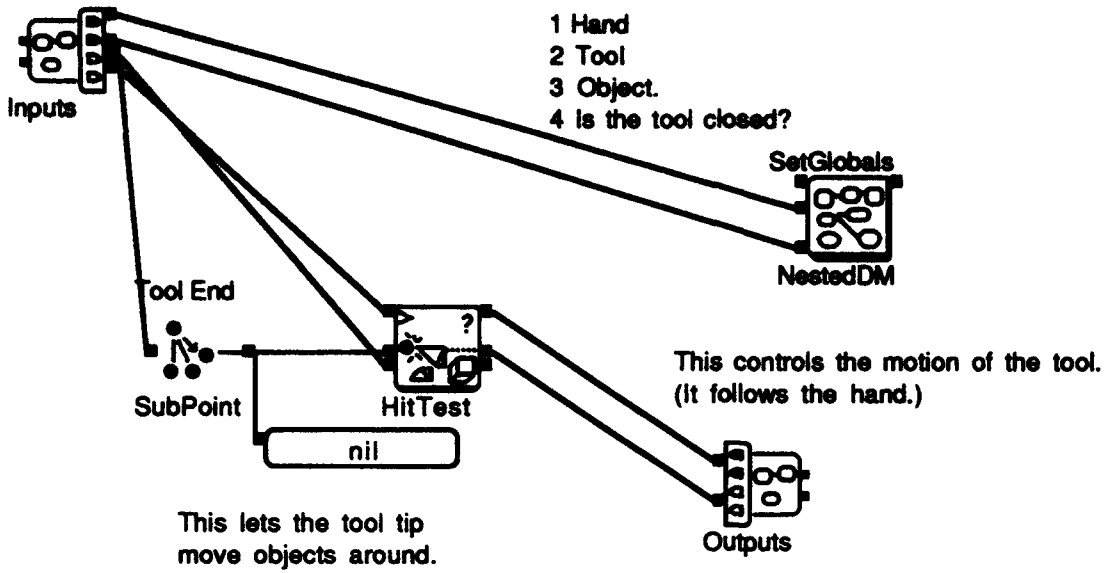 1 Hand
2 Tool
3 Object.
4 Is the tool closed?
Inputs
SetGlobals
NestedDM
Tool End
?
SubPoint
HitTest
nil
This controls the motion of the tool.
(It follows the hand.)
Outputs
This lets the tool tip
move objects around.